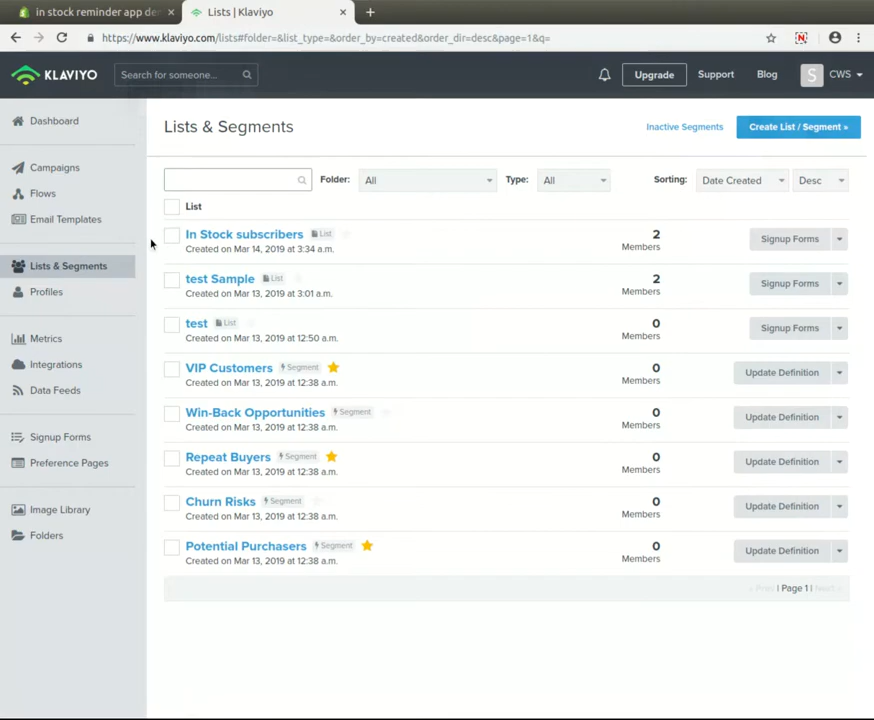 in stock reminder app de
Lists | Klaviyo
https://www.klaviyo.com/lists#folder=&list_type=&order_by=created&order_dir=desc&page=1&q=
KLAVIYO
Search for someone...
Upgrade
Support
Blog
S
CWS
Dashboard
Campaigns
Flows
Email Templates
Lists & Segments
Profiles
Metrics
Integrations
Data Feeds
Signup Forms
Preference Pages
Image Library
Folders
Lists & Segments
Inactive Segments
Create List / Segment »
Folder: All
Type: All
Sorting: Date Created Desc
List
In Stock subscribers List 2 Signup Forms
Created on Mar 14, 2019 at 3:34 a.m. Members
test Sample List 2 Signup Forms
Created on Mar 13, 2019 at 3:01 a.m. Members
test List 0 Signup Forms
Created on Mar 13, 2019 at 12:50 a.m. Members
VIP Customers Segment 0 Update Definition
Created on Mar 13, 2019 at 12:38 a.m. Members
Win-Back Opportunities Segment 0 Update Definition
Created on Mar 13, 2019 at 12:38 a.m. Members
Repeat Buyers Segment 0 Update Definition
Created on Mar 13, 2019 at 12:38 a.m. Members
Churn Risks Segment 0 Update Definition
Created on Mar 13, 2019 at 12:38 a.m. Members
Potential Purchasers Segment 0 Update Definition
Created on Mar 13, 2019 at 12:38 a.m. Members
« Prev | Page 1 | Next »